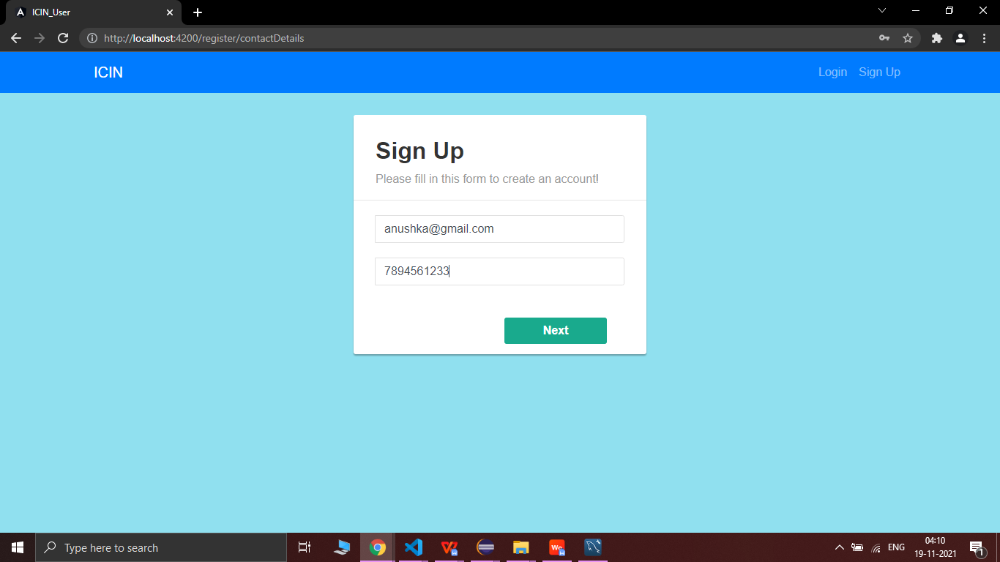 ICIN_User
http://localhost:4200/register/contactDetails
ICIN
Login
Sign Up
Sign Up
Please fill in this form to create an account!
anushka@gmail.com
7894561233
Next
Type here to search
We
ENG
04:10
19-11-2021
1